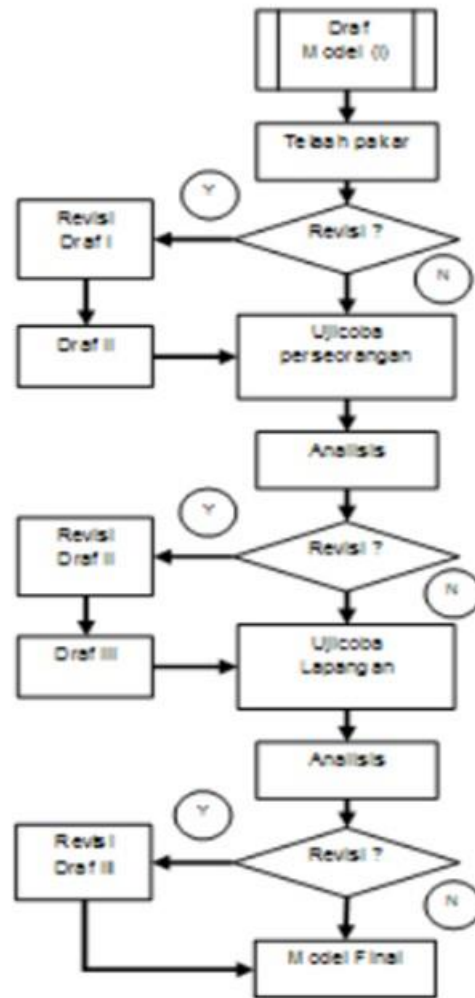 Draf
Model (I)
Telaah pakar
Y
Revisi
Draf I
Revisi ?
N
Draf II
Ujicoba
perseorangan
Analisis
Y
Revisi
Draf II
Revisi ?
N
Draf III
Ujicoba
Lapangan
Analisis
Y
Revisi
Draf III
Revisi ?
N
Model Final